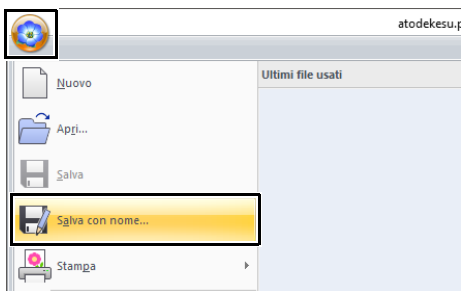 atodekesu.p
Nuovo
Ultimi file usati
Apri...
Salva
Salva con nome...
Stampa